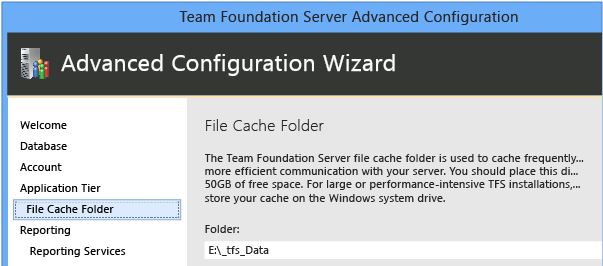 Team Foundation Server Advanced Configuration
Advanced Configuration Wizard
Welcome
Database
Account
Application Tier
File Cache Folder
Reporting
Reporting Services
File Cache Folder
The Team Foundation Server file cache folder is used to cache frequently...
more efficient communication with your server. You should place this di...
50GB of free space. For large or performance-intensive TFS installations,...
store your cache on the Windows system drive.
Folder:
E:\_tfs_Data